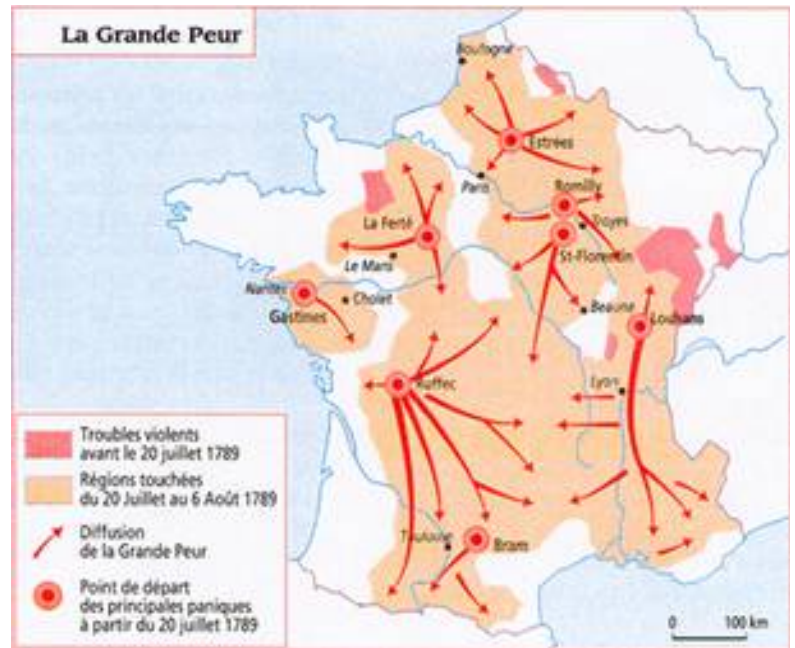 La Grande Peur
Boulogne
Estrées
Paris
Romilly
Troyes
La Ferté
St-Florentin
Le Mans
Nantes
Cholet
Gastines
Beaune
Louhans
Ruffec
Lyon
Toulouse
Bram
Troubles violents
avant le 20 juillet 1789
Régions touchées
du 20 Juillet au 6 Août 1789
Diffusion
de la Grande Peur
Point de départ
des principales paniques
à partir du 20 juillet 1789
0 100 km